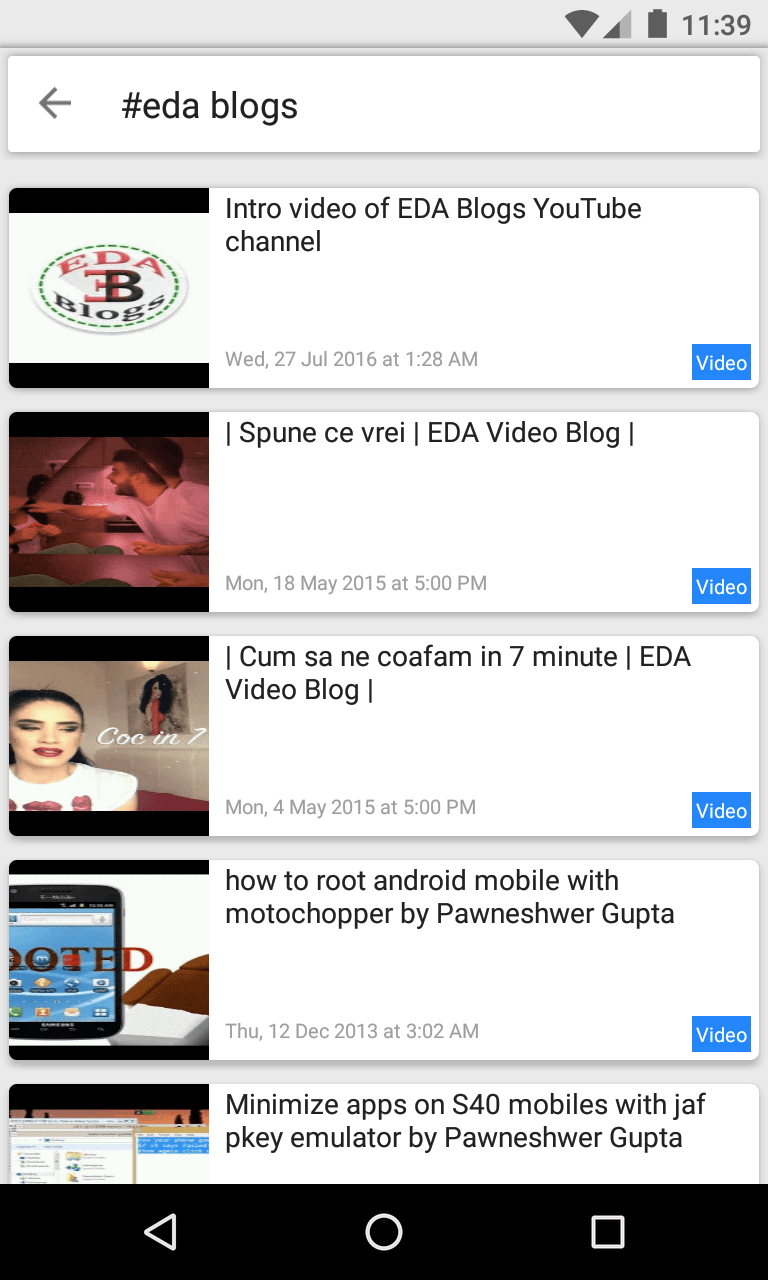 11:39
#eda blogs
Intro video of EDA Blogs YouTube
channel
EDA
B
Blogs
Wed, 27 Jul 2016 at 1:28 AM
Video
| Spune ce vrei | EDA Video Blog |
Mon, 18 May 2015 at 5:00 PM
Video
| Cum sa ne coafam in 7 minute | EDA
Video Blog |
Coc in 7
Mon, 4 May 2015 at 5:00 PM
Video
how to root android mobile with
motochopper by Pawneshwer Gupta
OOTED
SAMSUNG
Thu, 12 Dec 2013 at 3:02 AM
Video
Minimize apps on S40 mobiles with jaf
pkey emulator by Pawneshwer Gupta